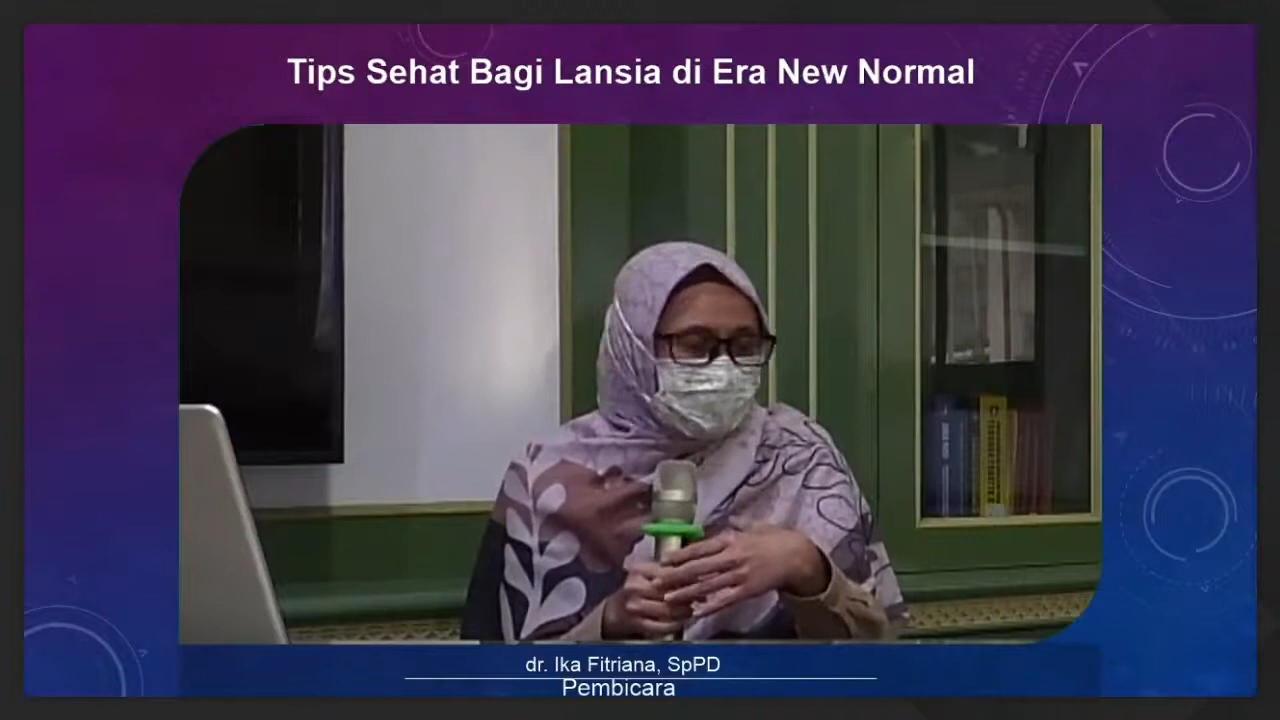 Tips Sehat Bagi Lansia di Era New Normal
dr. Ika Fitriana, SpPD
Pembicara